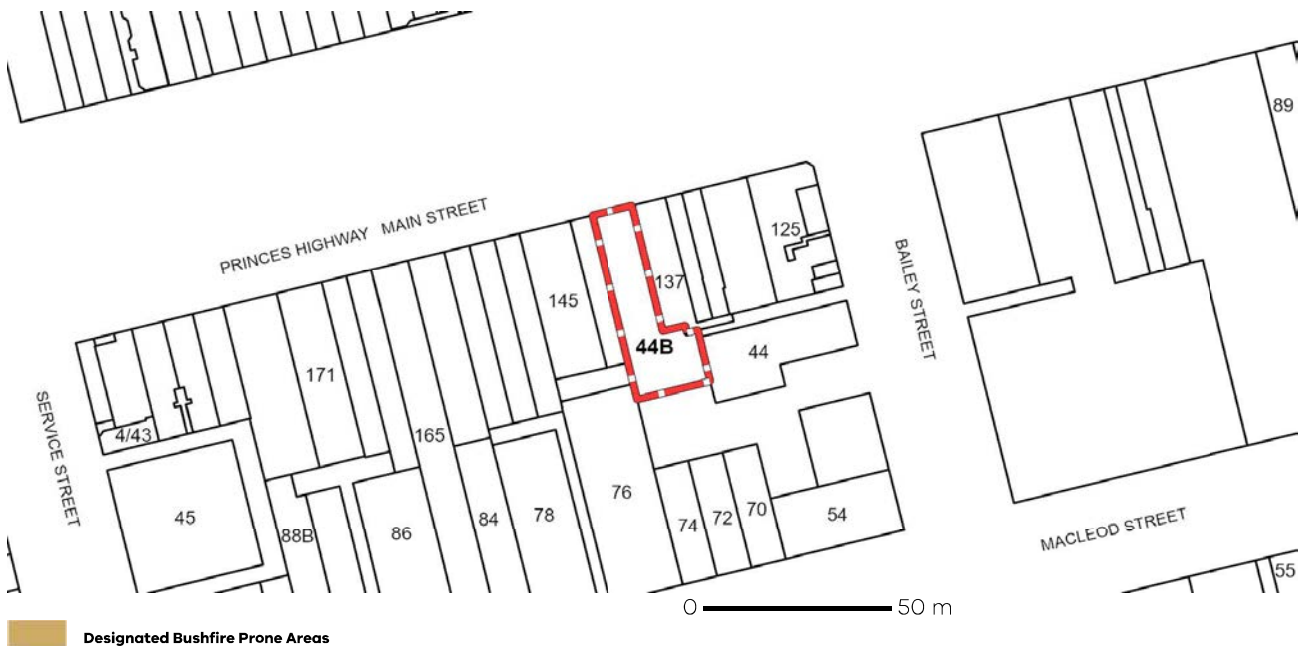 89
PRINCES HIGHWAY MAIN STREET
125
BAILEY STREET
137
145
44B
44
171
SERVICE STREET
4/43
165
45
88B
86
84
78
76
74
72
70
54
MACLEOD STREET
55
0 50 m
Designated Bushfire Prone Areas